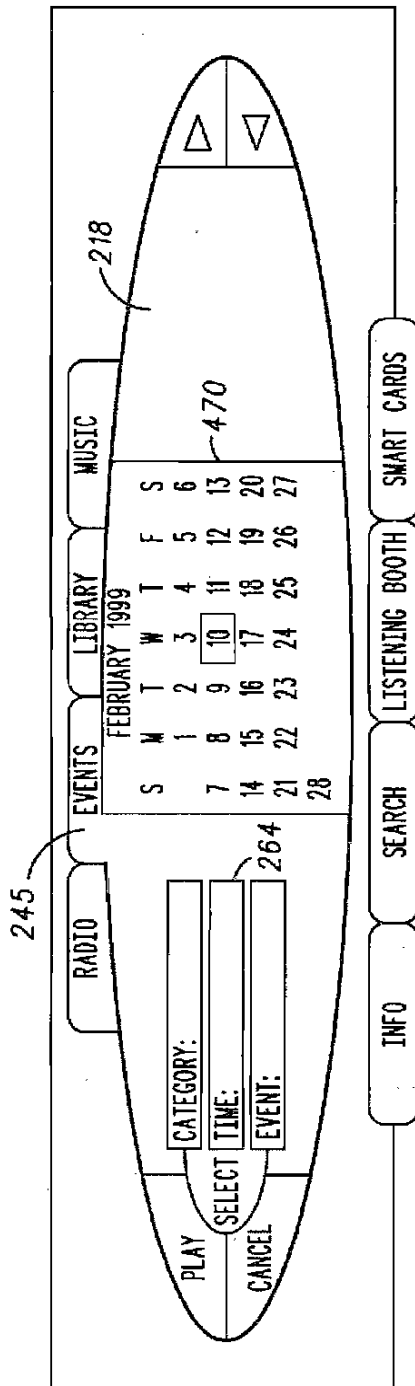 245
218
RADIO
EVENTS
LIBRARY
MUSIC
PLAY
SELECT
CANCEL
CATEGORY:
TIME:
EVENT:
264
FEBRUARY 1999
S M T W T F S
1 2 3 4 5 6
7 8 9 10 11 12 13
14 15 16 17 18 19 20
21 22 23 24 25 26 27
28
470
INFO
SEARCH
LISTENING BOOTH
SMART CARDS